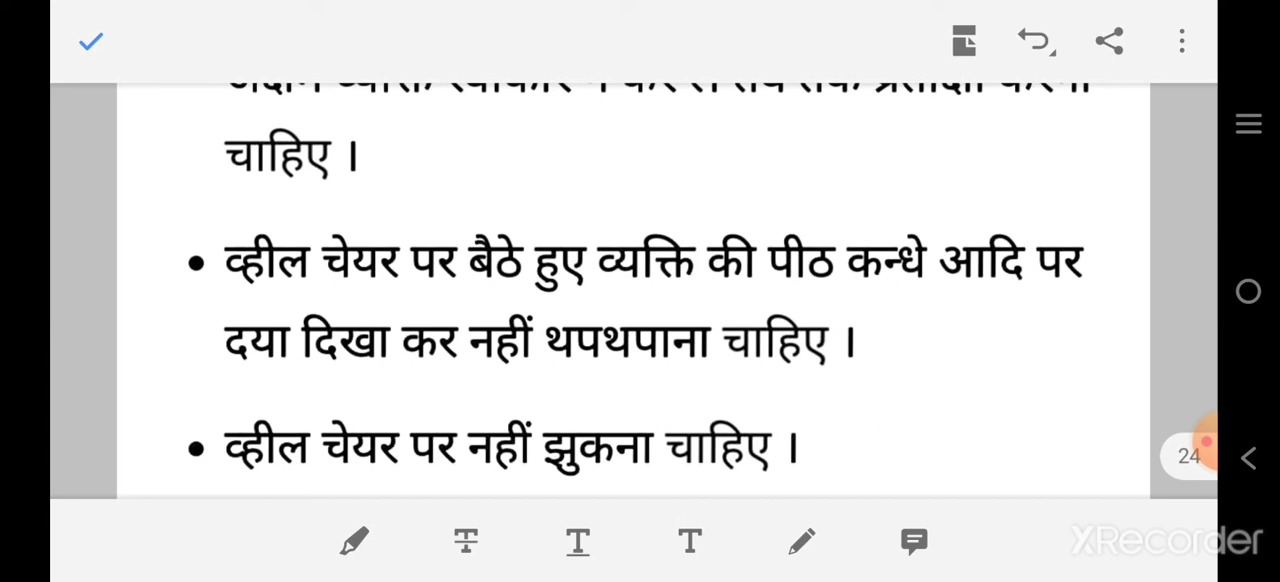 चाहिए ।
• व्हील चेयर पर बैठे हुए व्यक्ति की पीठ कन्धे आदि पर
दया दिखा कर नहीं थपथपाना चाहिए ।
• व्हील चेयर पर नहीं झुकना चाहिए ।
24
XRecorder